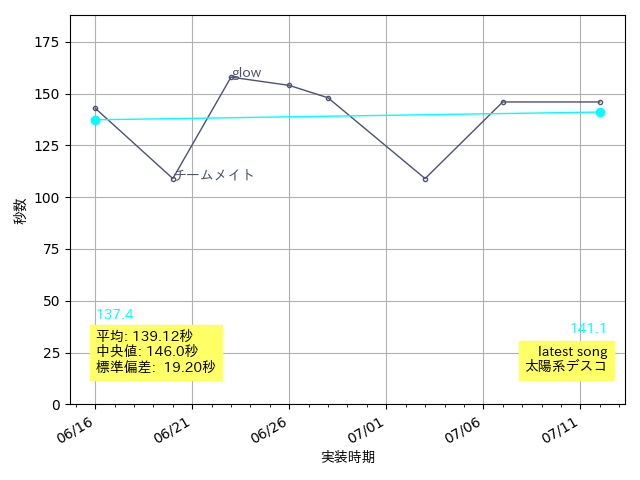 175
150
125
100
75
50
25
0
秒数
glow
チームメイト
137.4
平均: 139.12秒
中央値: 146.0秒
標準偏差: 19.20秒
141.1
latest song
太陽系デスコ
06/16
06/21
06/26
07/01
07/06
07/11
実装時期